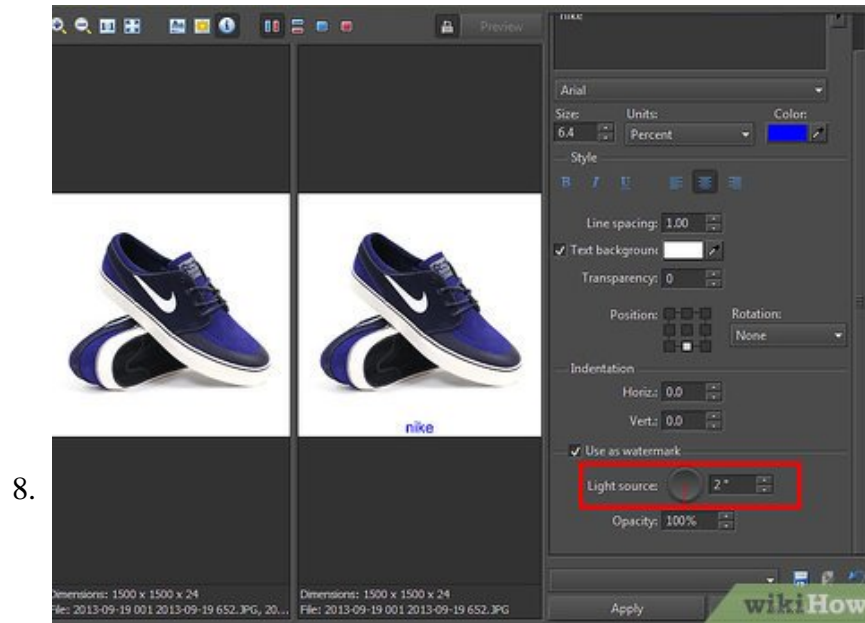 Preview
nike
Arial
Size: Units: Color:
6.4 Percent
Style
B I U
Line spacing: 1.00
Text background
Transparency: 0
Position: Rotation:
None
Indentation
Horiz.: 0.0
Vert.: 0.0
nike
Use as watermark
8.
Light source: 2 °
Opacity: 100%
Dimensions: 1500 x 1500 x 24 Dimensions: 1500 x 1500 x 24
File: 2013-09-19 001 2013-09-19 652.JPG, 20... File: 2013-09-19 001 2013-09-19 652.JPG
Apply
wikiHow